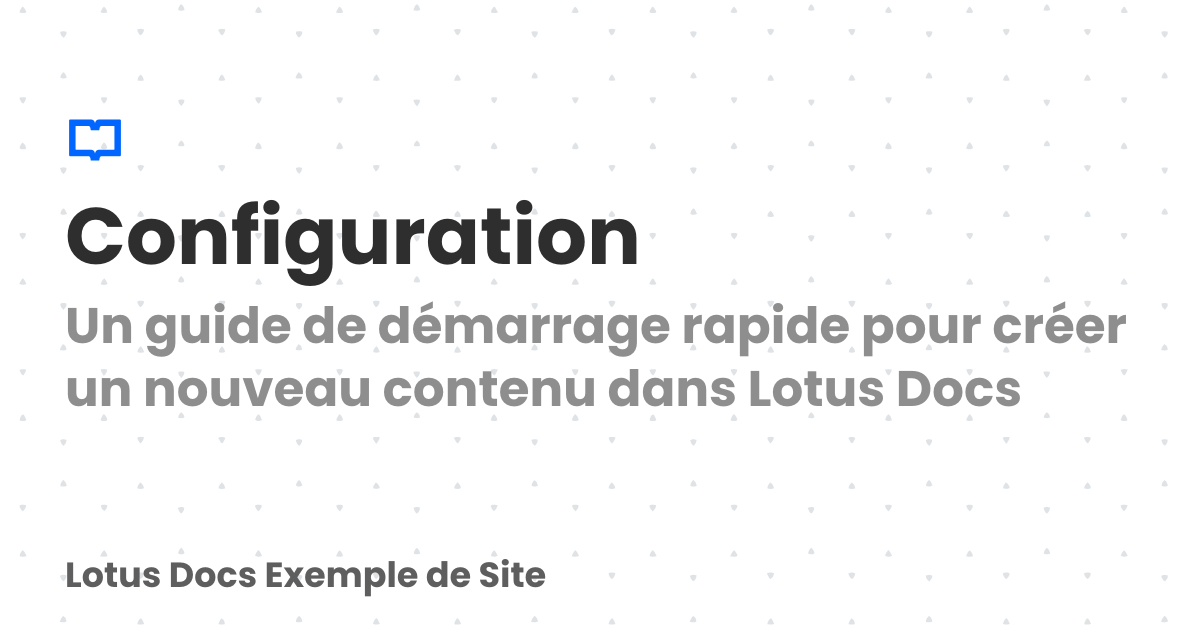 Configuration
Un guide de démarrage rapide pour créer
un nouveau contenu dans Lotus Docs
Lotus Docs Exemple de Site